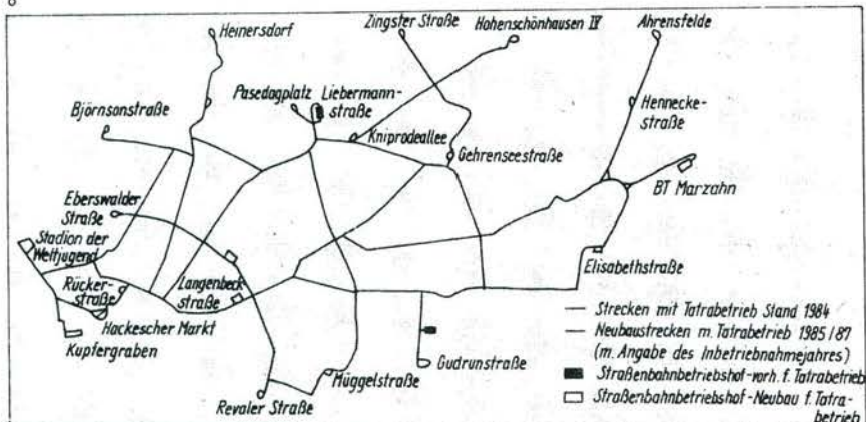 8
Heinersdorf
Zingster Straße
Hohenschönhausen IV
Ahrensfelde
Björnsonstraße
Pasedagplatz
Liebermann-
straße
Hennecke-
straße
Kniprodeallee
Gehrenseestraße
BT Marzahn
Eberswalder
Straße
Stadion der
Weltjugend
Rücker-
straße
Langenbeck-
straße
Elisabethstraße
Hackescher Markt
Kupfergraben
Müggelstraße
Gudrunstraße
Revaler Straße
Strecken mit Tatrabetrieb Stand 1984
Neubaustrecken m. Tatrabetrieb 1985/87
(m. Angabe des Inbetriebnahmejahres)
Straßenbahnbetriebshof-vorh. f. Tatrabetrieb
Straßenbahnbetriebshof-Neubau f. Tatra-
betrieb